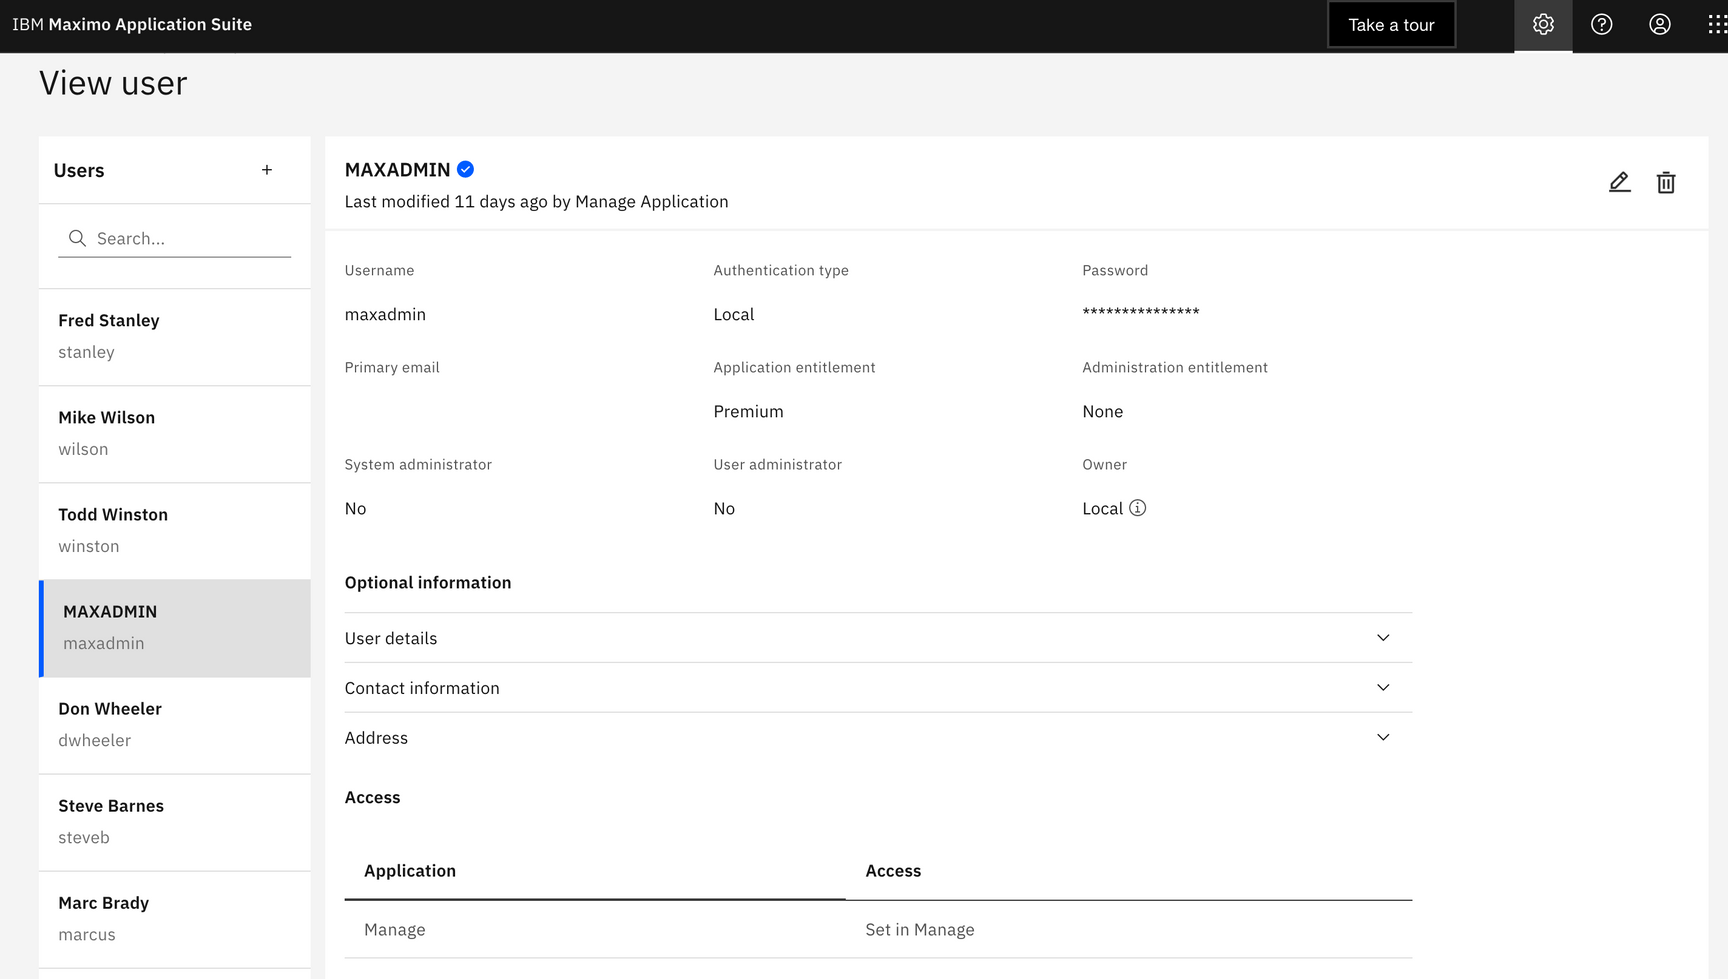 IBM Maximo Application Suite
Take a tour
View user
Users
Search...
Fred Stanley
stanley
Mike Wilson
wilson
Todd Winston
winston
MAXADMIN
maxadmin
Don Wheeler
dwheeler
Steve Barnes
steveb
Marc Brady
marcus
MAXADMIN
Last modified 11 days ago by Manage Application
Username Authentication type Password
maxadmin Local ***************
Primary email Application entitlement Administration entitlement
Premium None
System administrator User administrator Owner
No No Local
Optional information
User details
Contact information
Address
Access
Application Access
Manage Set in Manage